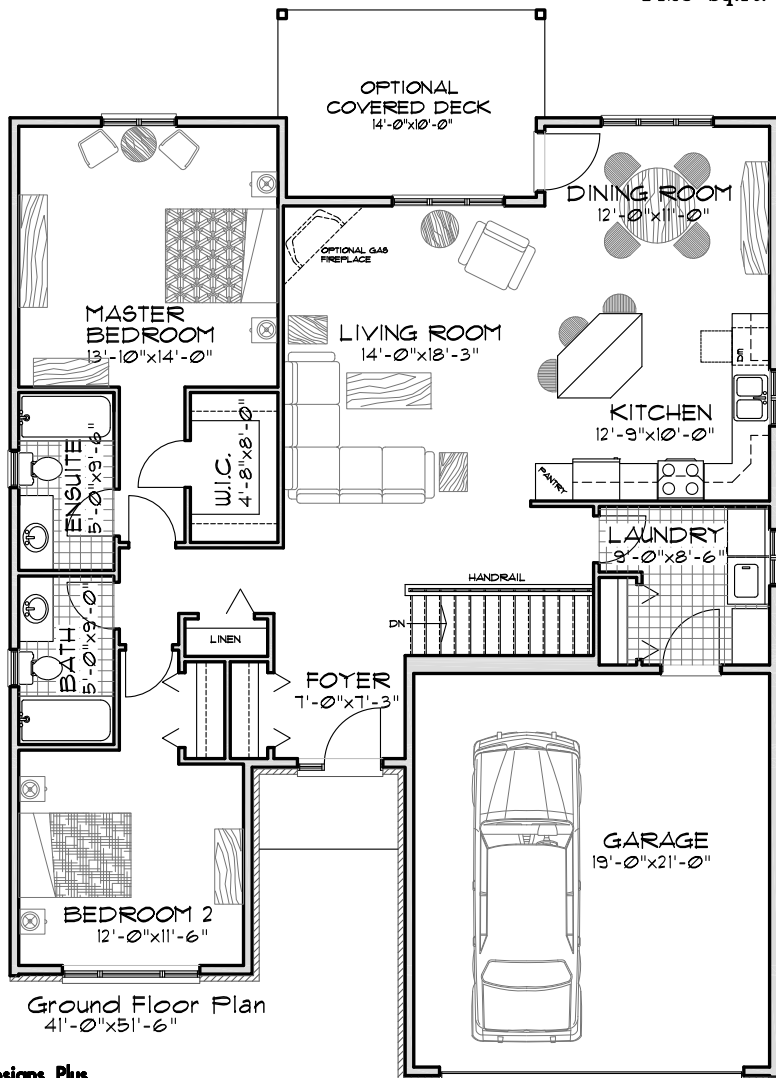 OPTIONAL
COVERED DECK
14'-0"x10'-0"
DINING ROOM
12'-0"x11'-0"
OPTIONAL GAS
FIREPLACE
MASTER
BEDROOM
13'-10"x14'-0"
LIVING ROOM
14'-0"x18'-3"
DW
KITCHEN
12'-9"x10'-0"
PANTRY
ENSUITE
5'-0"x9'-6"
W.I.C.
4'-8"x8'-0"
LAUNDRY
9'-0"x8'-6"
HANDRAIL
DN
BATH
5'-0"x9'-0"
LINEN
FOYER
7'-0"x7'-3"
GARAGE
19'-0"x21'-0"
BEDROOM 2
12'-0"x11'-6"
Ground Floor Plan
41'-0"x51'-6"
Plus